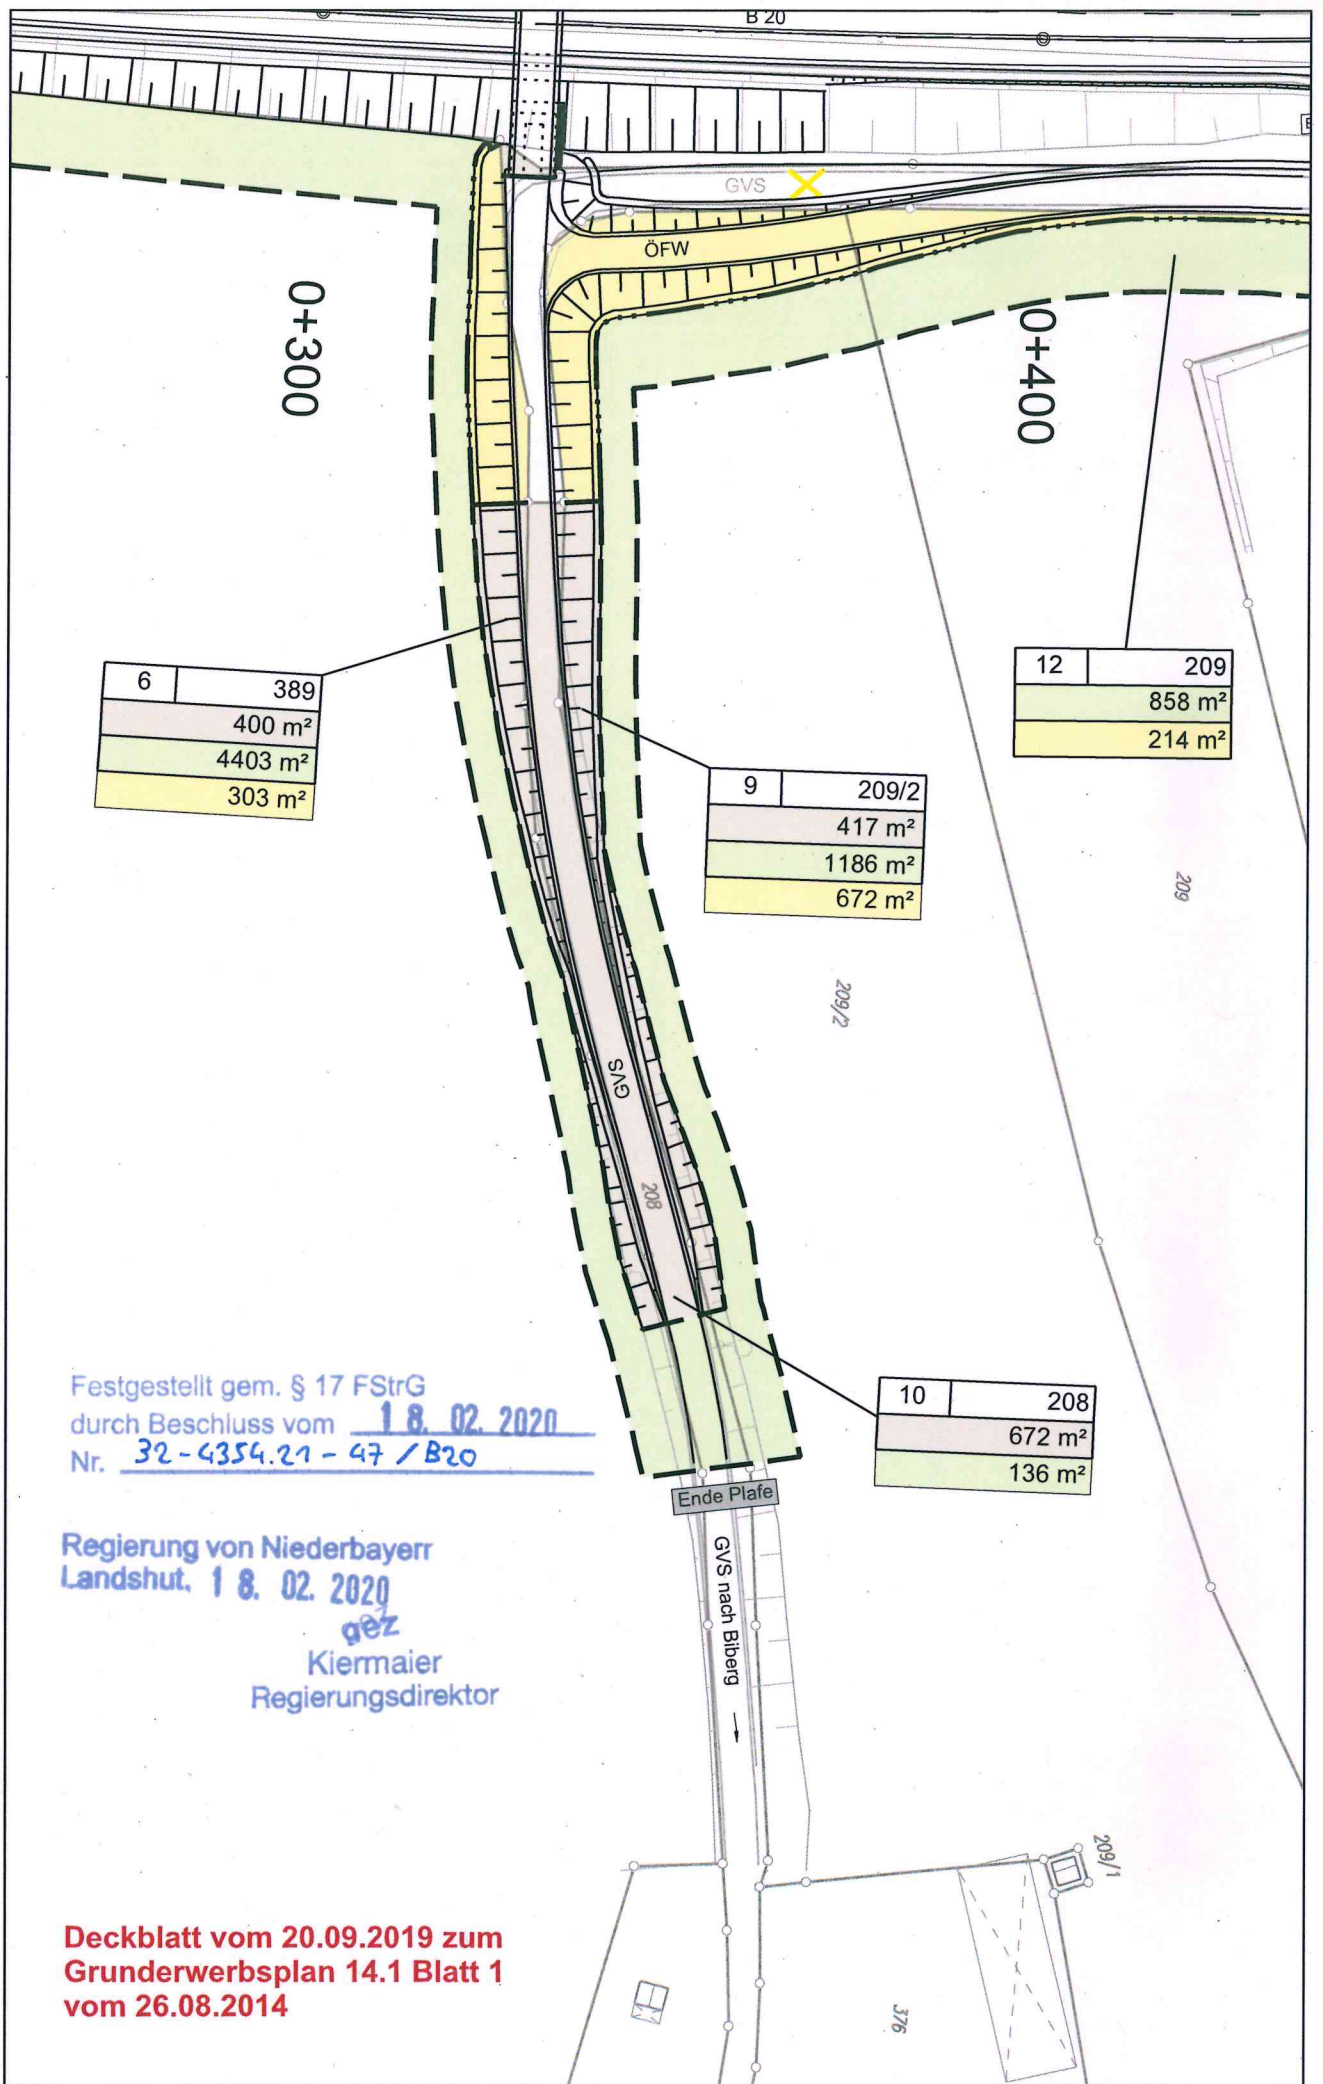 B 20
GVS
ÖFW
0+300
0+400
6 389
400 m²
4403 m²
303 m²
12 209
858 m²
214 m²
9 209/2
417 m²
1186 m²
672 m²
209
209/2
GVS
208
10 208
672 m²
136 m²
Festgestellt gem. § 17 FStrG
durch Beschluss vom 18. 02. 2020
Nr. 32-4354.21-47/B20
Ende Plafe
Regierung von Niederbayerr
Landshut, 18. 02. 2020
gez
Kiermaier
Regierungsdirektor
GVS nach Biberg
209/1
Deckblatt vom 20.09.2019 zum
Grunderwerbsplan 14.1 Blatt 1
vom 26.08.2014
376